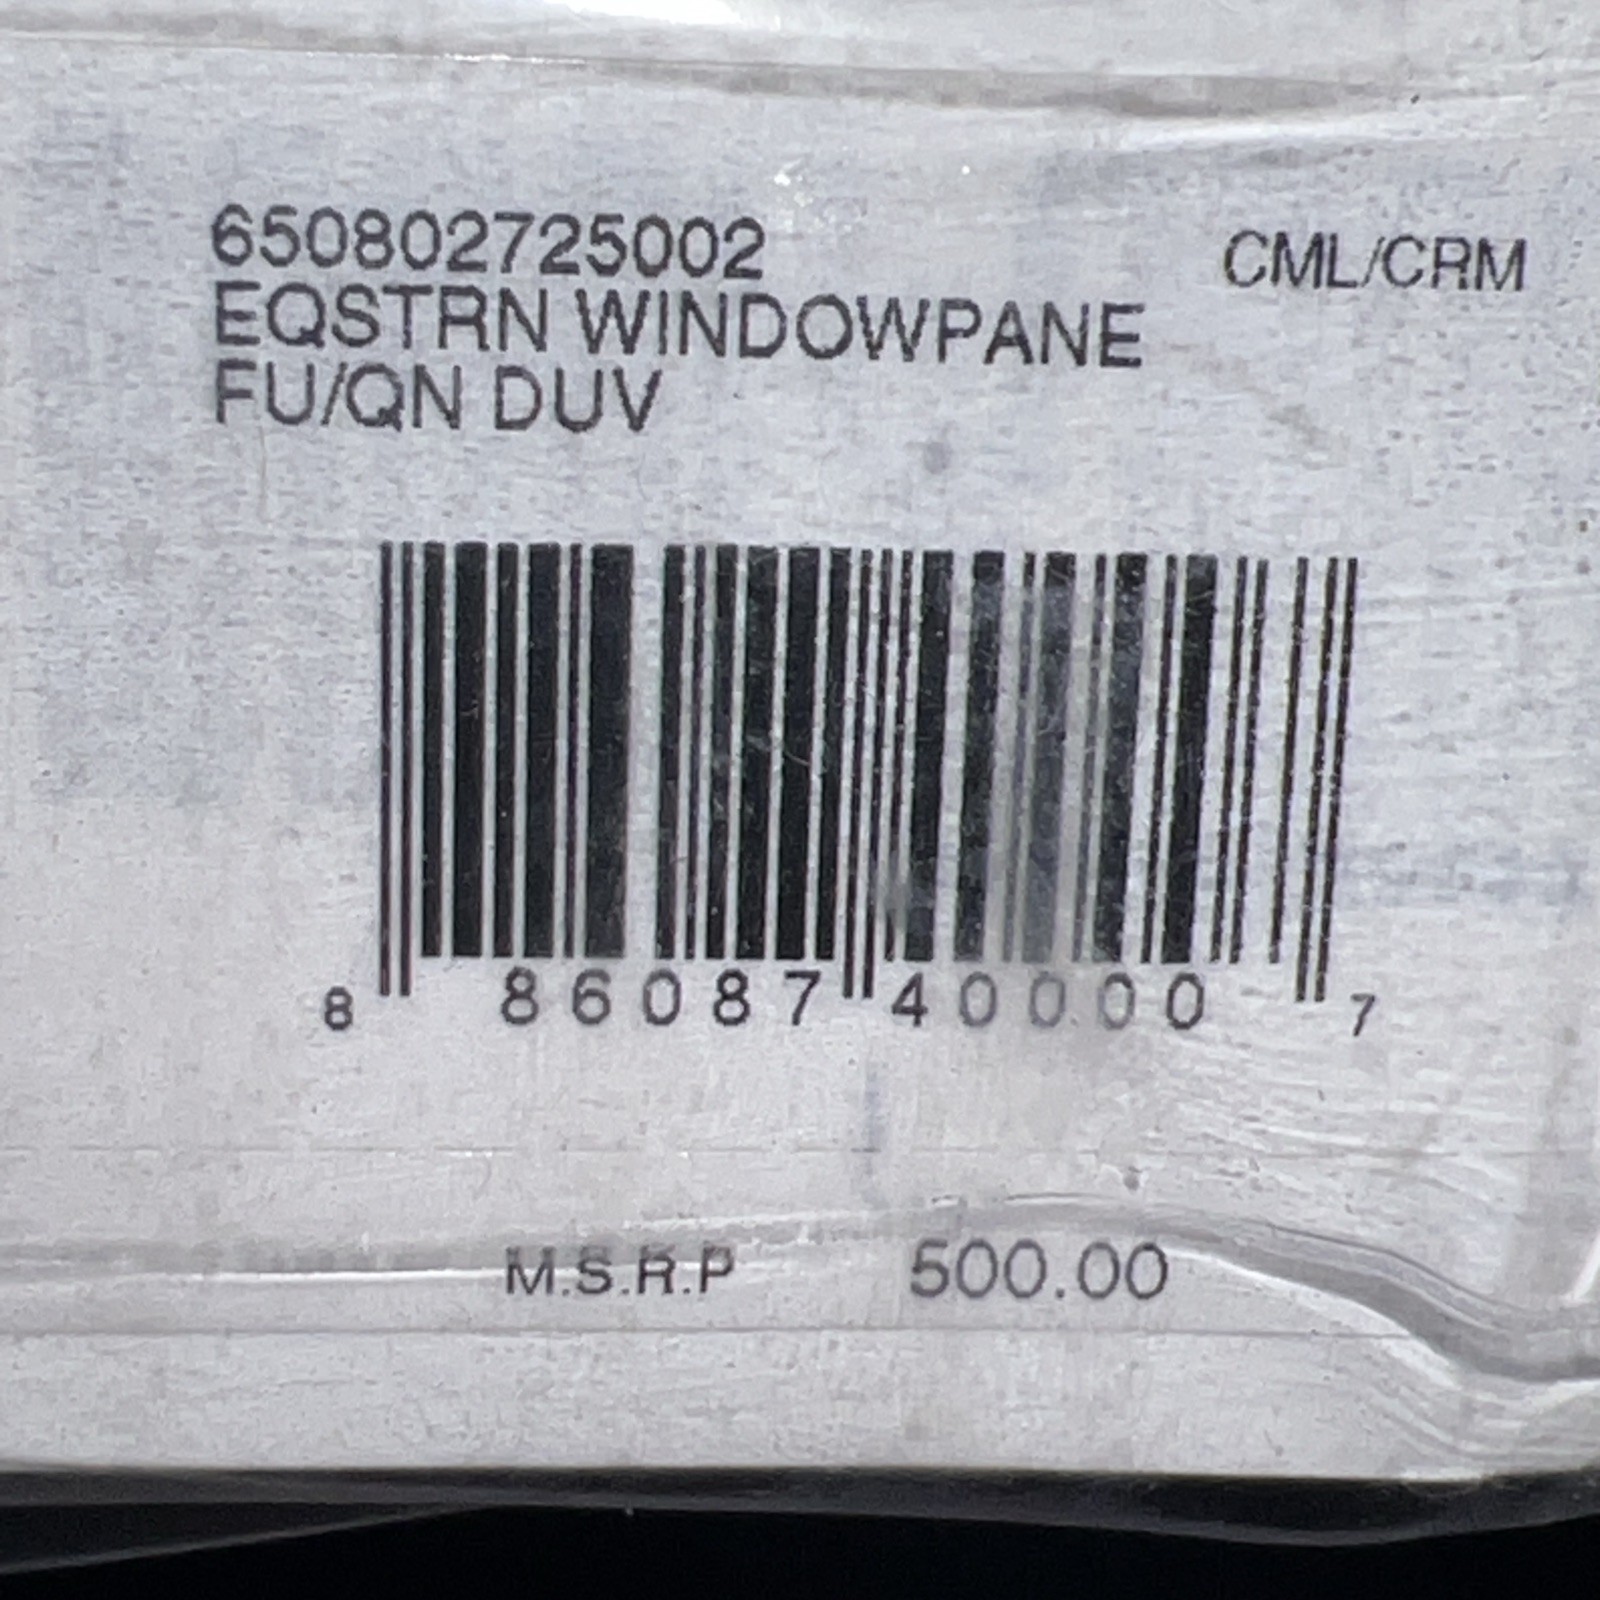 650802725002 CML/CRM
EQSTRN WINDOWPANE
FU/QN DUV
8 86087 40000 7
M.S.R.P 500.00